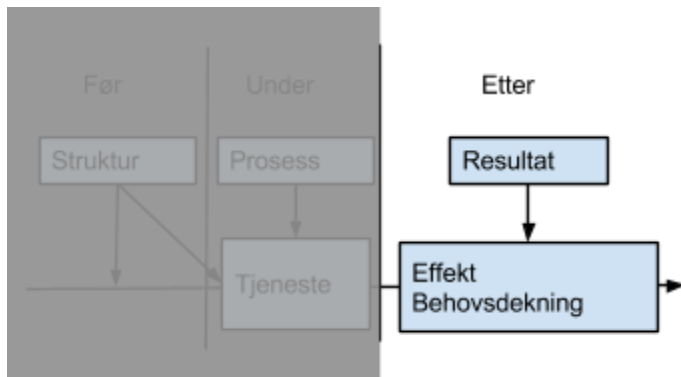 Før Under Etter
Struktur Prosess Resultat
Tjeneste Effekt
Behovsdekning